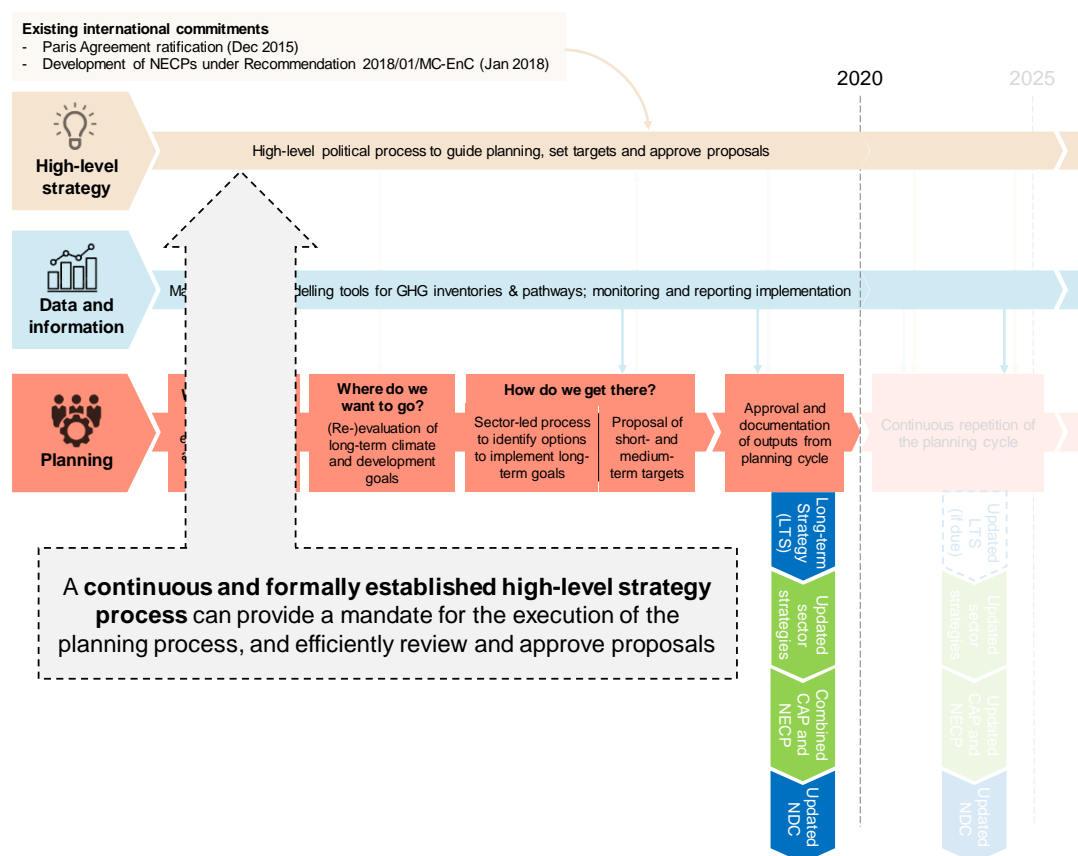 Existing international commitments
- Paris Agreement ratification (Dec 2015)
- Development of NECPs under Recommendation 2018/01/MC-EnC (Jan 2018)
2020
2025
High-level
strategy
High-level political process to guide planning, set targets and approve proposals
Data and
information
delling tools for GHG inventories & pathways; monitoring and reporting implementation
Planning
Where do we
want to go?
(Re-)evaluation of
long-term climate
and development
goals
How do we get there?
Sector-led process
to identify options
to implement long-
term goals
Proposal of
short- and
medium-
term targets
Approval and
documentation
of outputs from
planning cycle
Continuous repetition of
the planning cycle
Long-term
Strategy
(LTS)
Updated
sector
strategies
Combined
CAP and
NECP
Updated
NDC
Updated
LTS
(if due)
Updated
sector
strategies
Updated
CAP and
NECP
Updated
NDC
A continuous and formally established high-level strategy
process can provide a mandate for the execution of the
planning process, and efficiently review and approve proposals